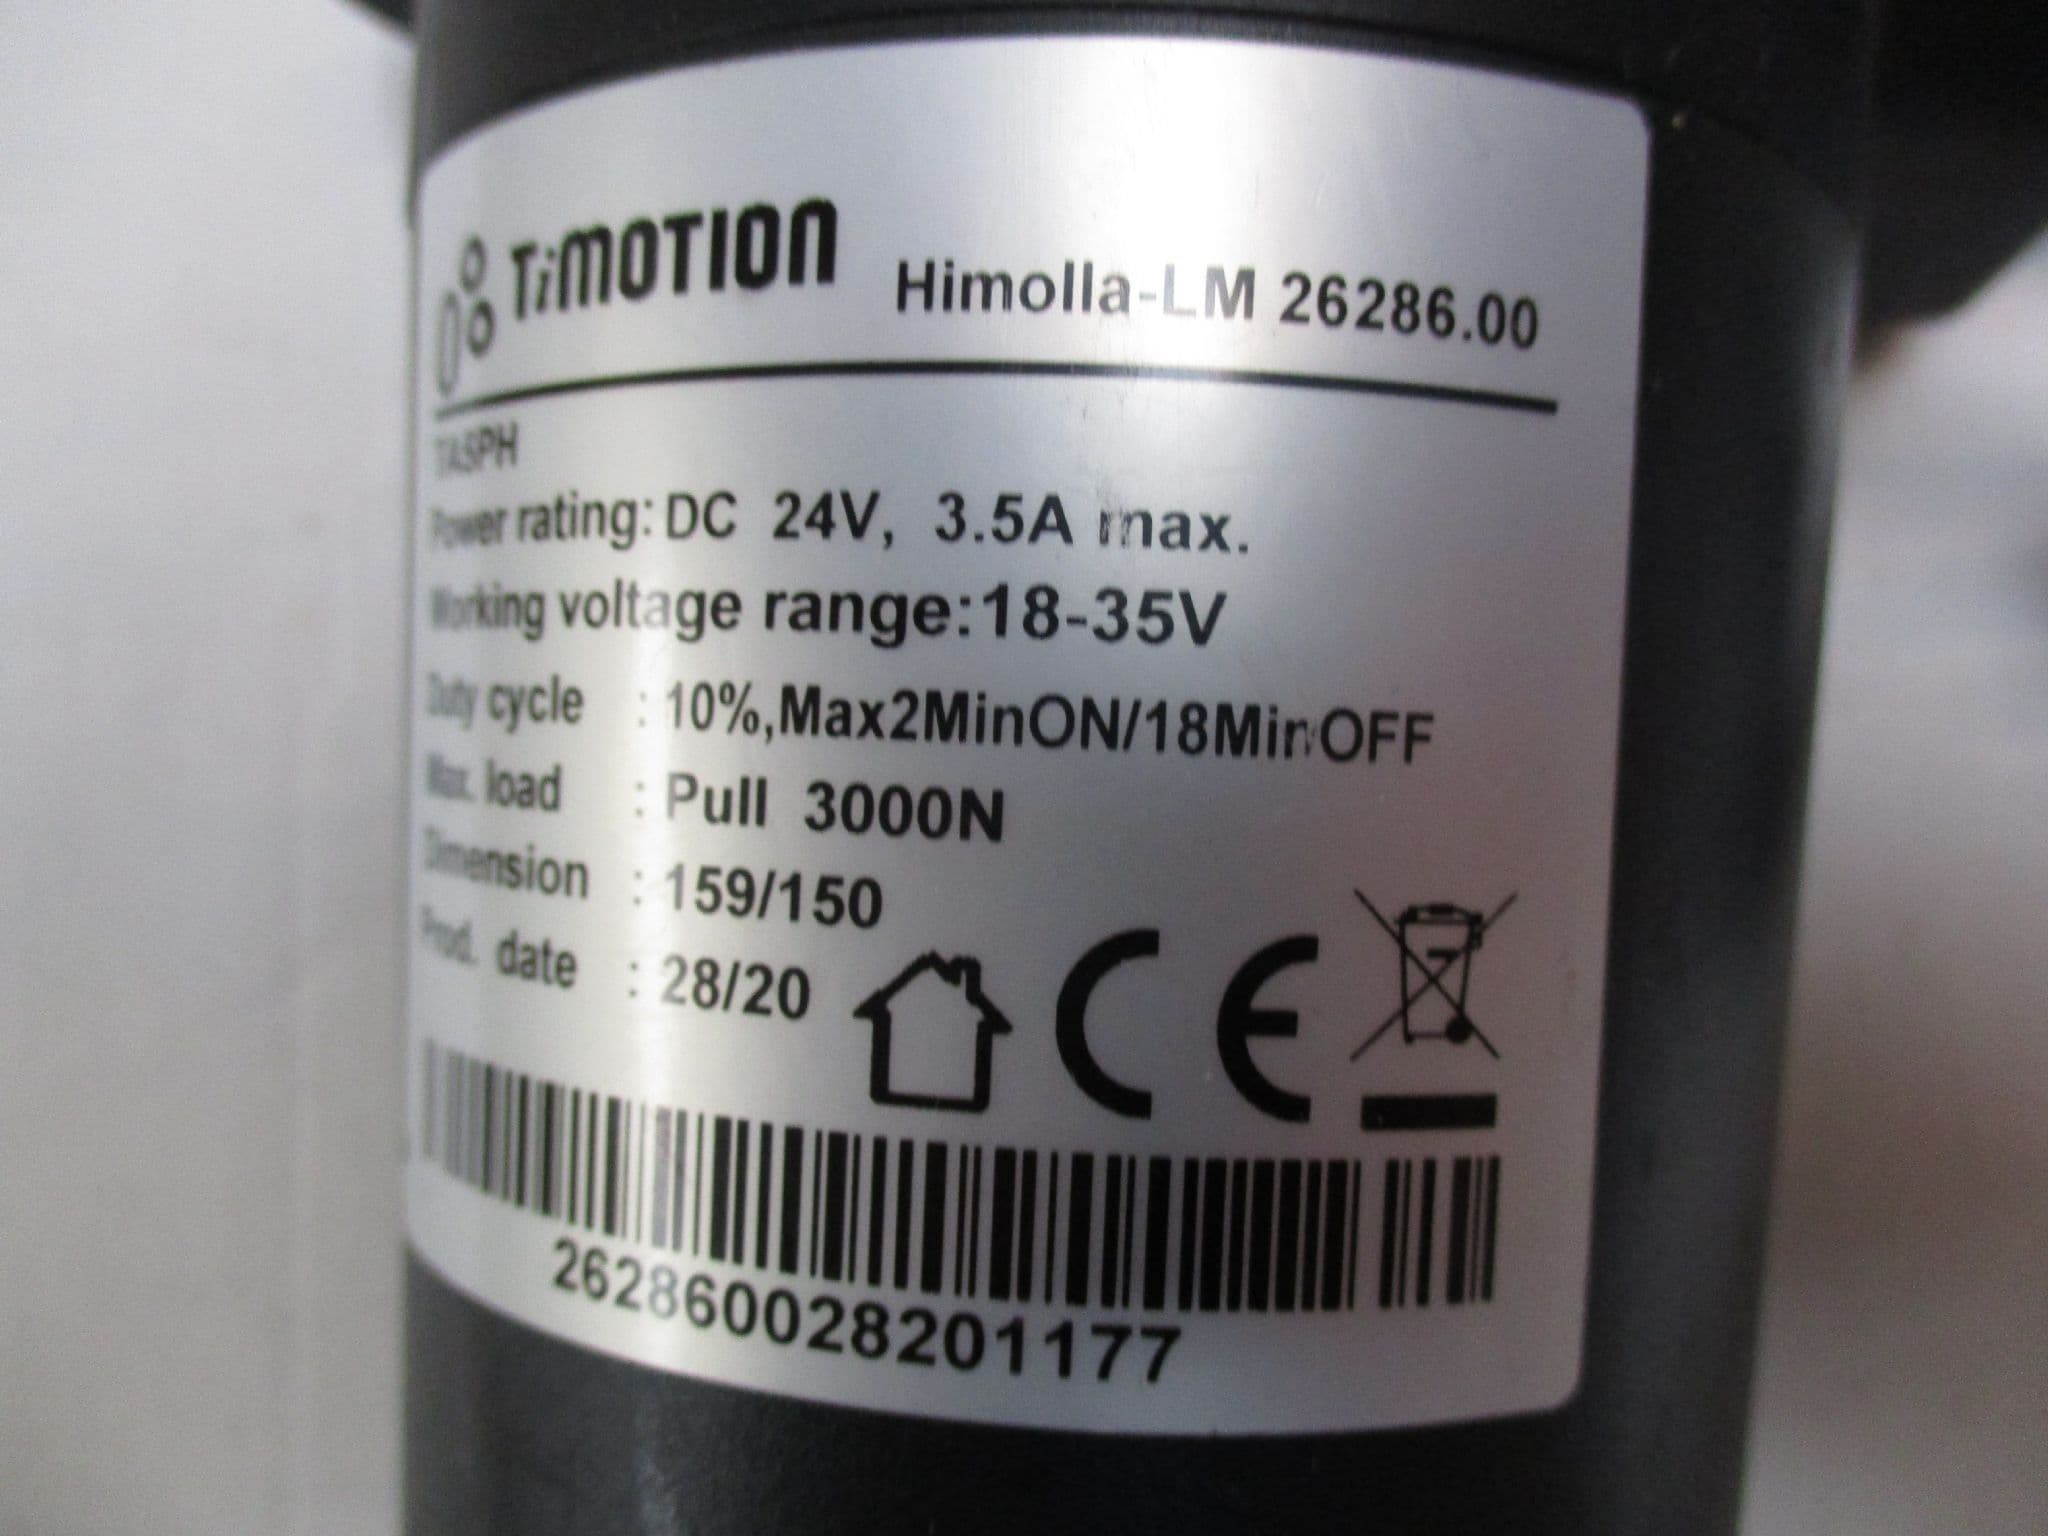 TiMOTION Himolla-LM 26286.00
TA5PH
Power rating: DC 24V, 3.5A max.
Working voltage range:18-35V
Duty cycle : 10%,Max2MinON/18MinOFF
Max. load : Pull 3000N
Dimension : 159/150
Prod. date : 28/20
CE
262860028201177